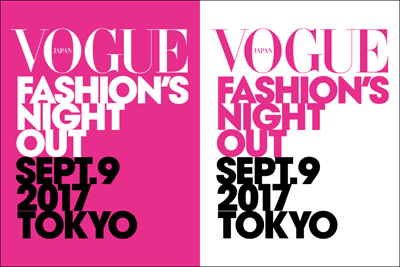 VOGUE
JAPAN
FASHION'S
NIGHT
OUT
SEPT.9
2017
TOKYO
VOGUE
JAPAN
FASHION'S
NIGHT
OUT
SEPT.9
2017
TOKYO